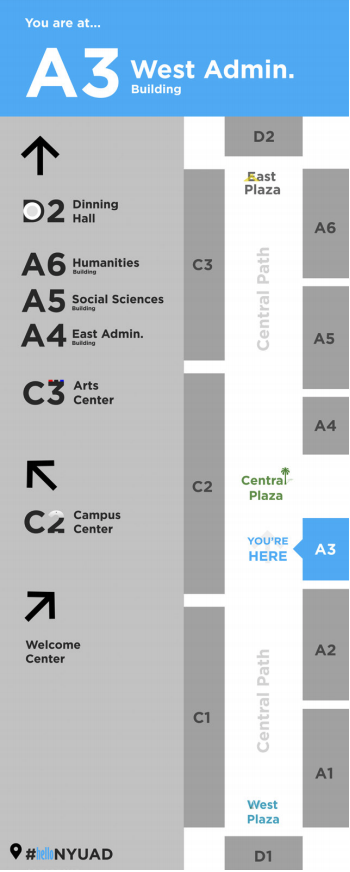 You are at...
A3 West Admin.
Building
D2 Dinning
Hall
A6 Humanities
Building
A5 Social Sciences
Building
A4 East Admin.
Building
C3 Arts
Center
C2 Campus
Center
Welcome
Center
#helloNYUAD
D2
East
Plaza
A6
C3
Central Path
A5
A4
C2
Central
Plaza
YOU'RE
HERE
A3
A2
Central Path
C1
A1
West
Plaza
D1